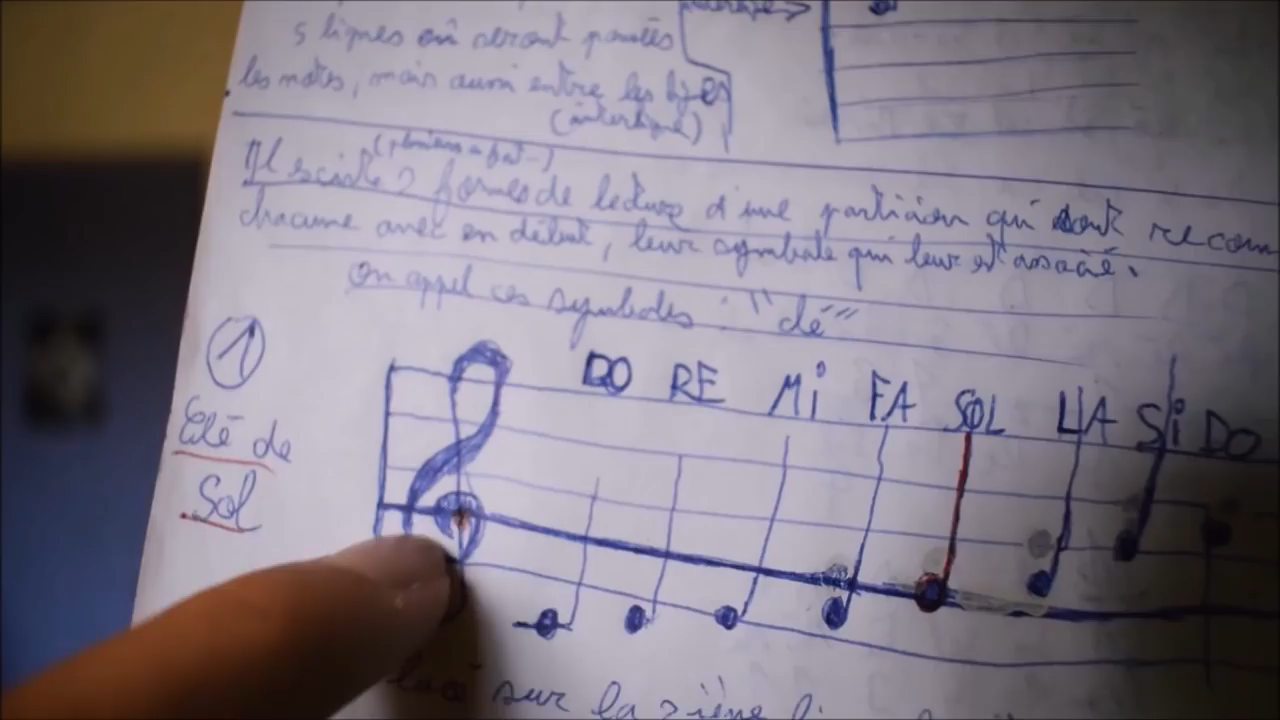 5 lignes où seront posées
les notes, mais aussi entre les lignes
(interligne)
Il existe 2 formes de lecture d'une partition qui sont recon
chacune avec en début, leur symbole qui leur est associé.
On appel ces symboles : "clé"
1
Clé de
Sol
DO RE Mi FA SOL LA Si DO
sur la 2ième